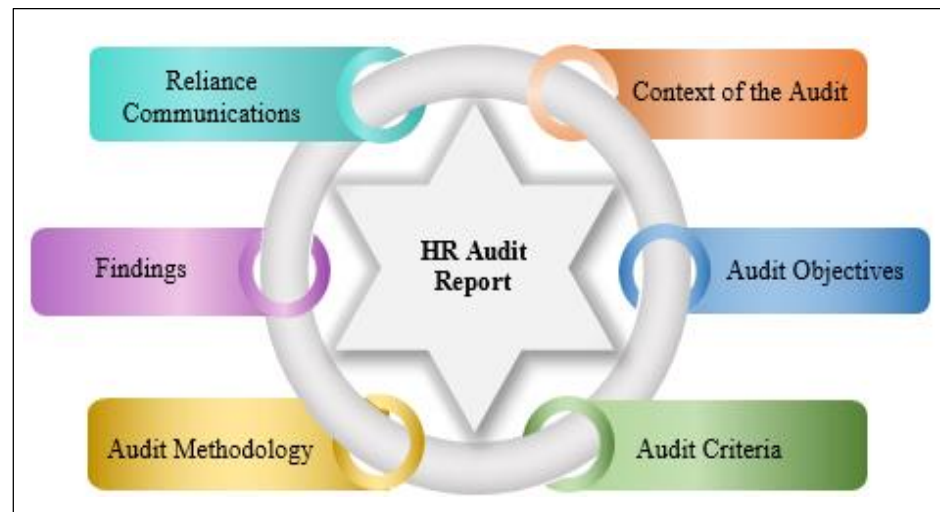 Reliance
Communications
Context of the Audit
Findings
HR Audit
Report
Audit Objectives
Audit Methodology
Audit Criteria